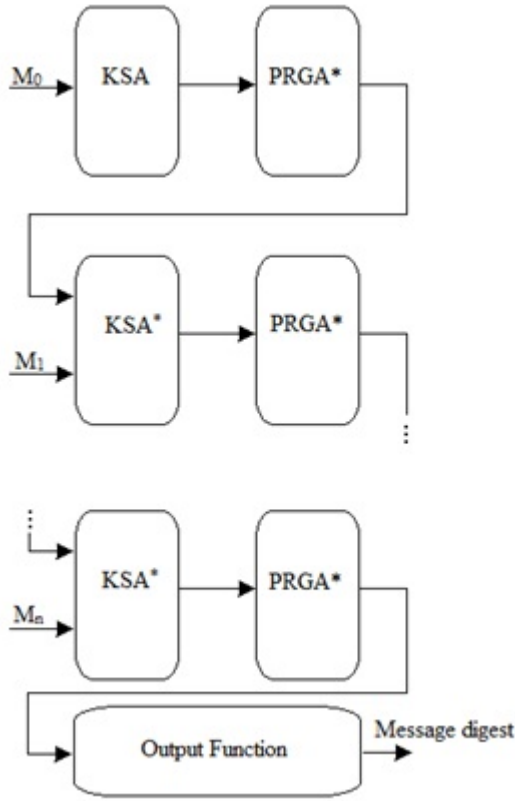 M₀
KSA
PRGA*
KSA*
PRGA*
M₁
⋮
⋮
KSA*
PRGA*
Mₙ
Output Function
Message digest